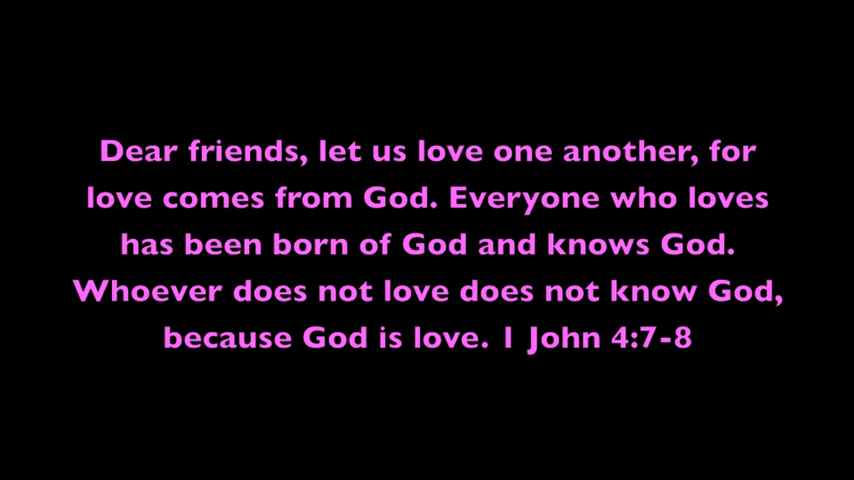 Dear friends, let us love one another, for
love comes from God. Everyone who loves
has been born of God and knows God.
Whoever does not love does not know God,
because God is love. 1 John 4:7-8